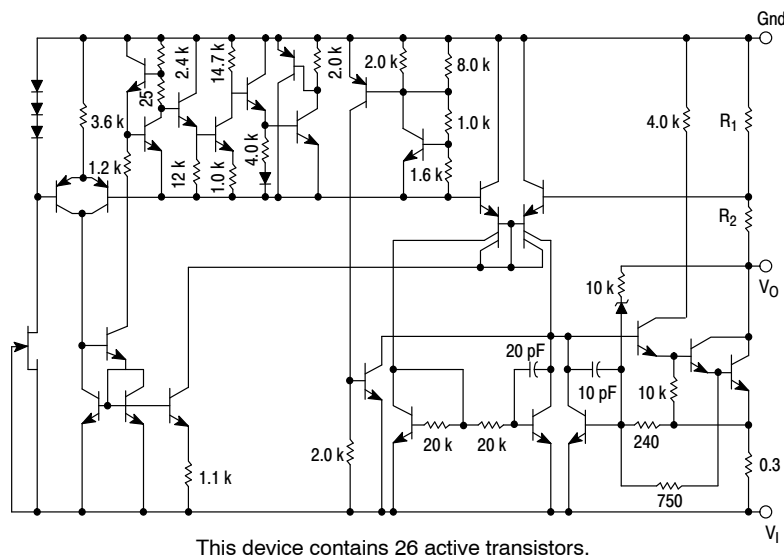 Gnd
2.4 k
14.7 k
2.0 k
2.0 k
8.0 k
25
3.6 k
4.0 k
1.0 k
4.0 k
R1
1.2 k
12 k
1.0 k
1.6 k
R2
10 k
VO
20 pF
10 pF
10 k
20 k
20 k
240
2.0 k
0.3
1.1 k
750
VI
This device contains 26 active transistors.